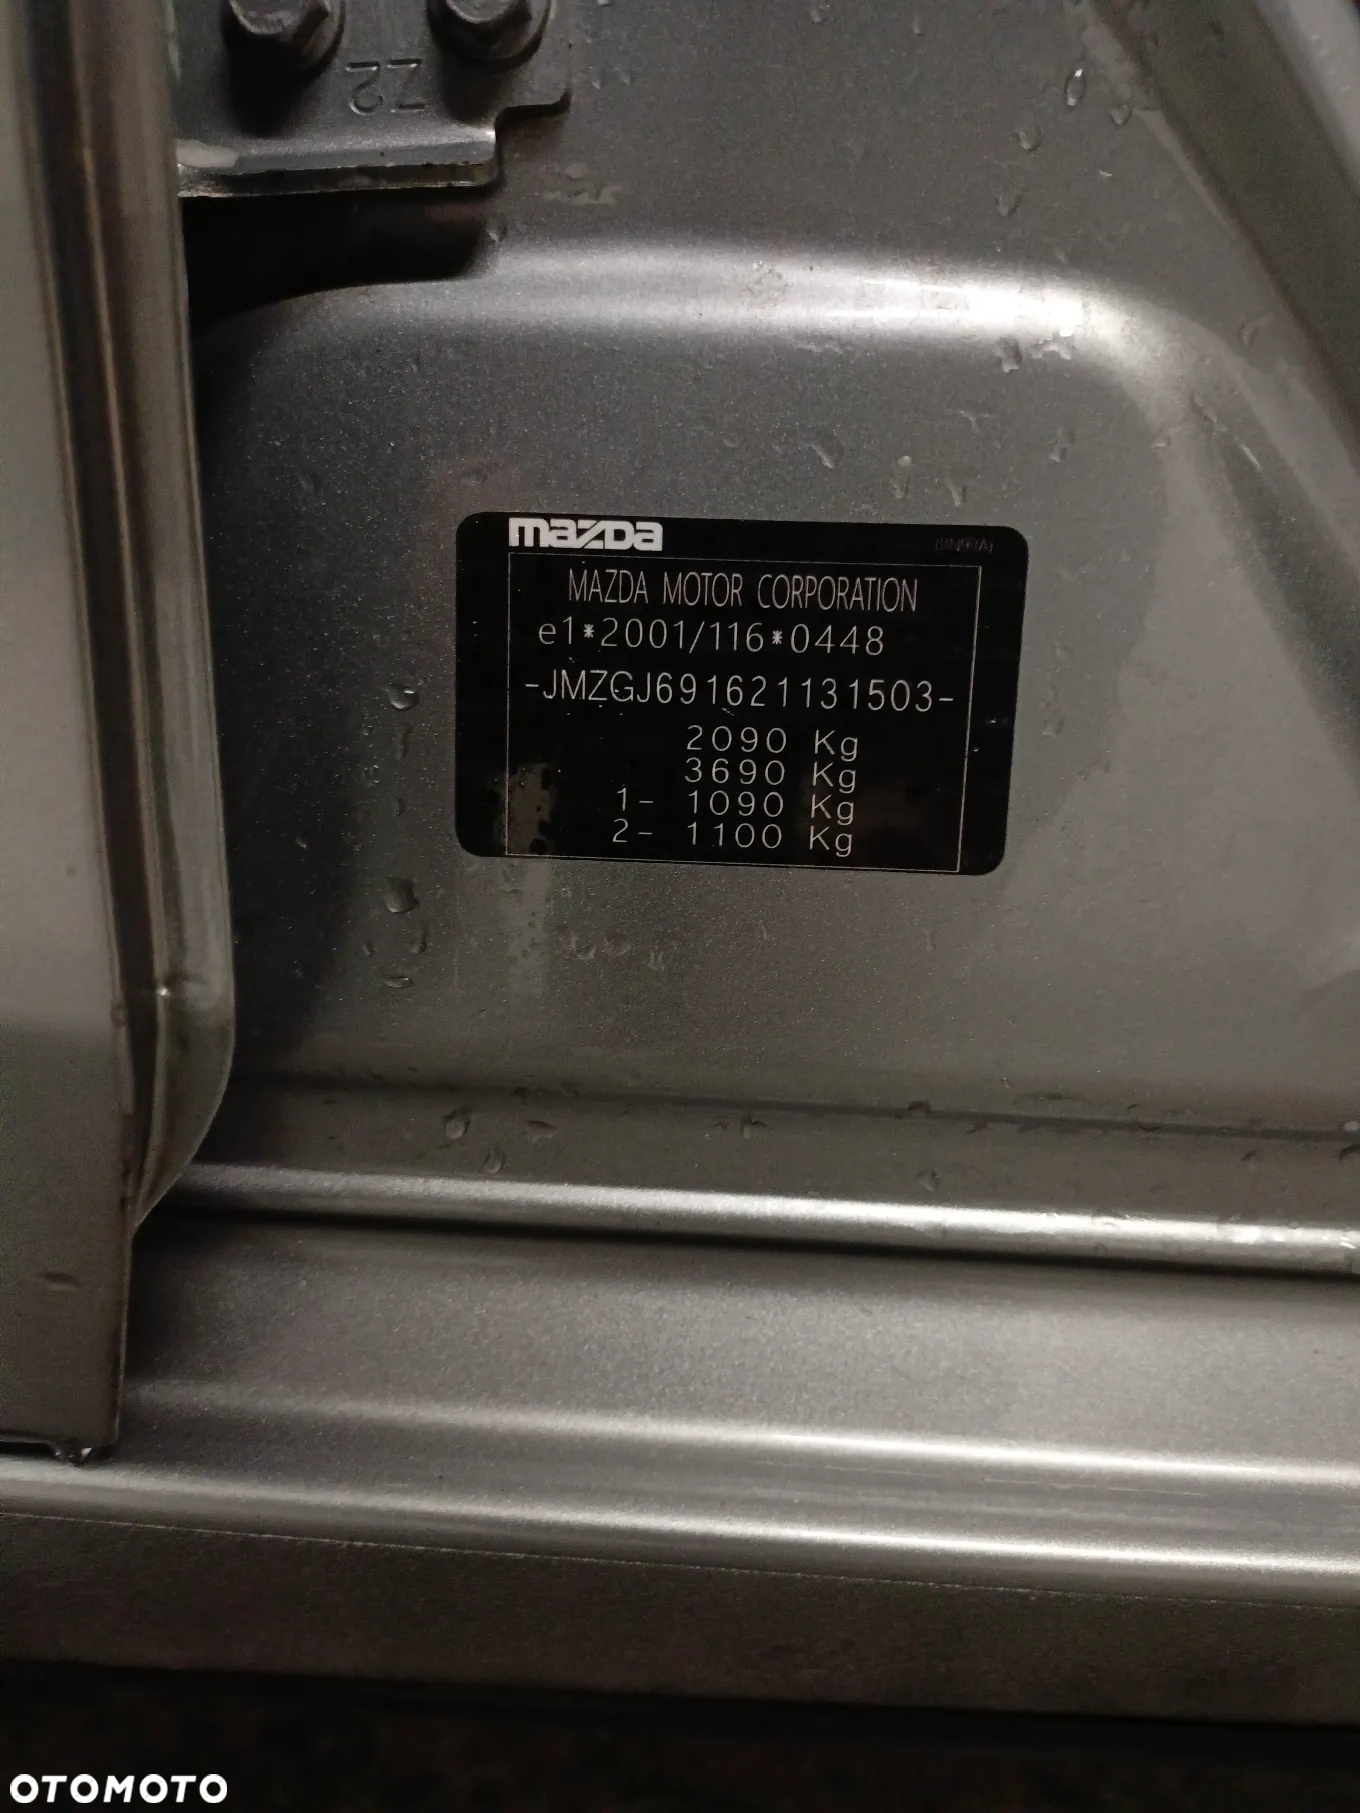 Z2
mazda
MAZDA MOTOR CORPORATION
e1*2001/116*0448
-JMZGJ691621131503-
2090 Kg
3690 Kg
1- 1090 Kg
2- 1100 Kg
OTOMOTO